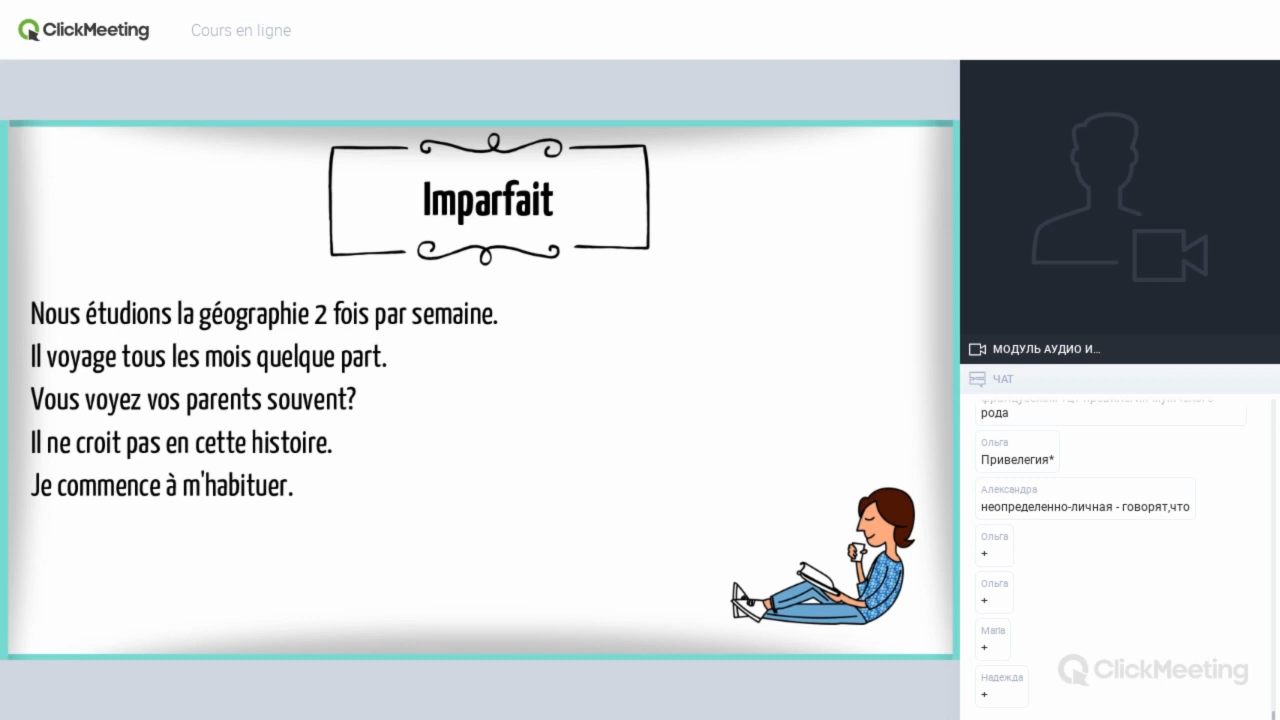 ClickMeeting
Cours en ligne
Imparfait
Nous étudions la géographie 2 fois par semaine.
Il voyage tous les mois quelque part.
Vous voyez vos parents souvent?
Il ne croit pas en cette histoire.
Je commence à m'habituer.
МОДУЛЬ АУДИО И...
ЧАТ
рода
Ольга
Привелегия*
Александра
неопределенно-личная - говорят,что
Ольга
+
Ольга
+
Mana
+
Надежда
+
ClickMeeting